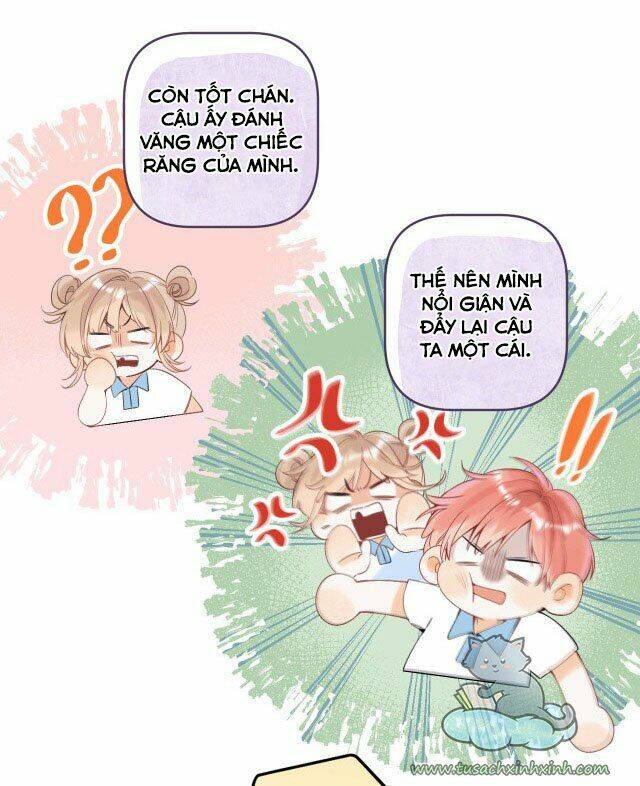 CÒN TỐT CHÁN.
CẬU ẤY ĐÁNH
VĂNG MỘT CHIẾC
RĂNG CỦA MÌNH.
??
THẾ NÊN MÌNH
NỔI GIẬN VÀ
ĐẨY LẠI CẬU
TA MỘT CÁI.
!!
www.tusachxinhxinh.com